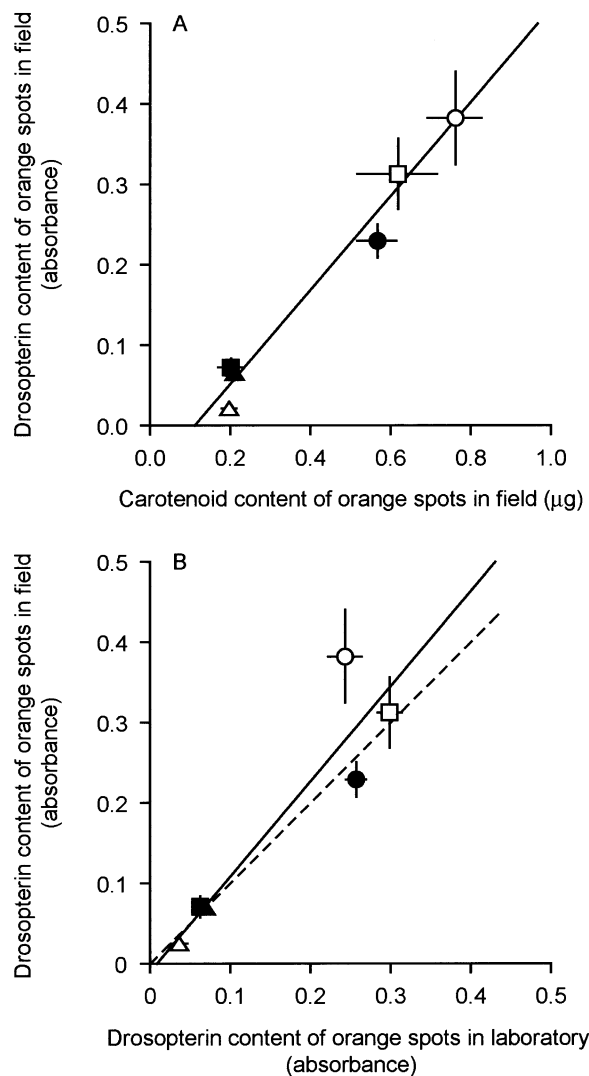 A
Drosopterin content of orange spots in field
(absorbance)
0.5
0.4
0.3
0.2
0.1
0.0
0.0 0.2 0.4 0.6 0.8 1.0
Carotenoid content of orange spots in field (μg)
B
Drosopterin content of orange spots in field
(absorbance)
0.5
0.4
0.3
0.2
0.1
0
0 0.1 0.2 0.3 0.4 0.5
Drosopterin content of orange spots in laboratory
(absorbance)